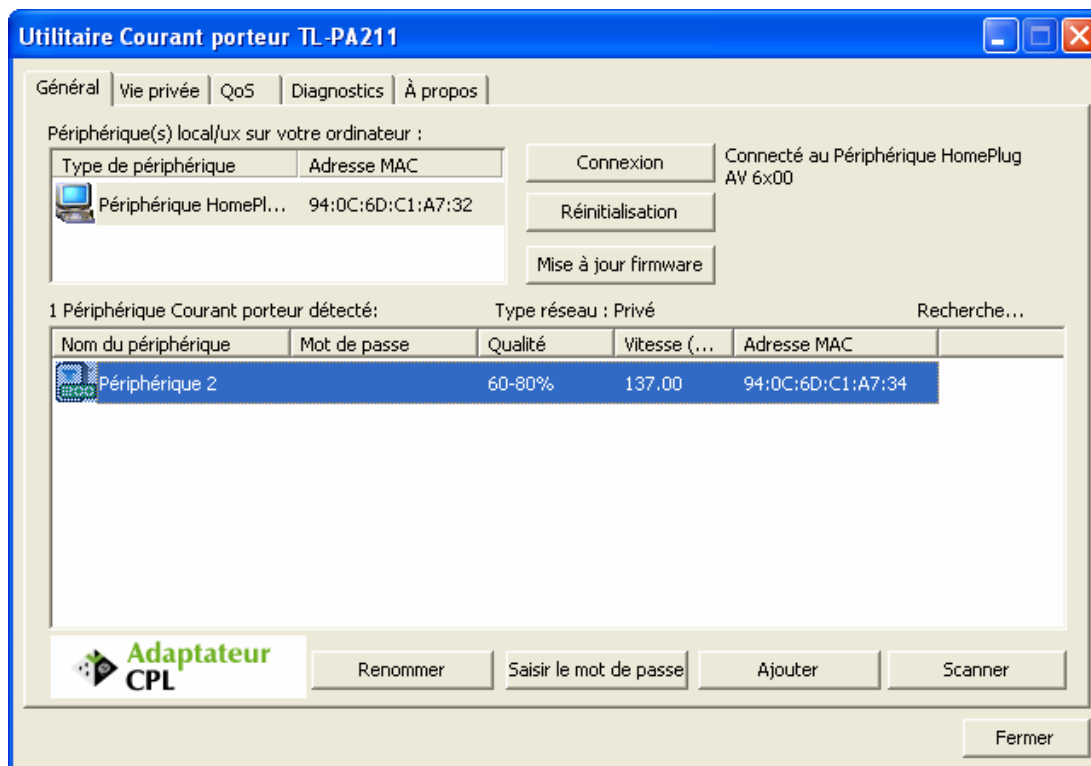 Utilitaire Courant porteur TL-PA211
Général Vie privée QoS Diagnostics À propos
Périphérique(s) local/ux sur votre ordinateur :
Type de périphérique Adresse MAC
Périphérique HomePl... 94:0C:6D:C1:A7:32
Connexion
Connecté au Périphérique HomePlug
AV 6x00
Réinitialisation
Mise à jour firmware
1 Périphérique Courant porteur détecté: Type réseau : Privé Recherche...
Nom du périphérique Mot de passe Qualité Vitesse (... Adresse MAC
Périphérique 2 60-80% 137.00 94:0C:6D:C1:A7:34
Adaptateur
CPL
Renommer Saisir le mot de passe Ajouter Scanner
Fermer